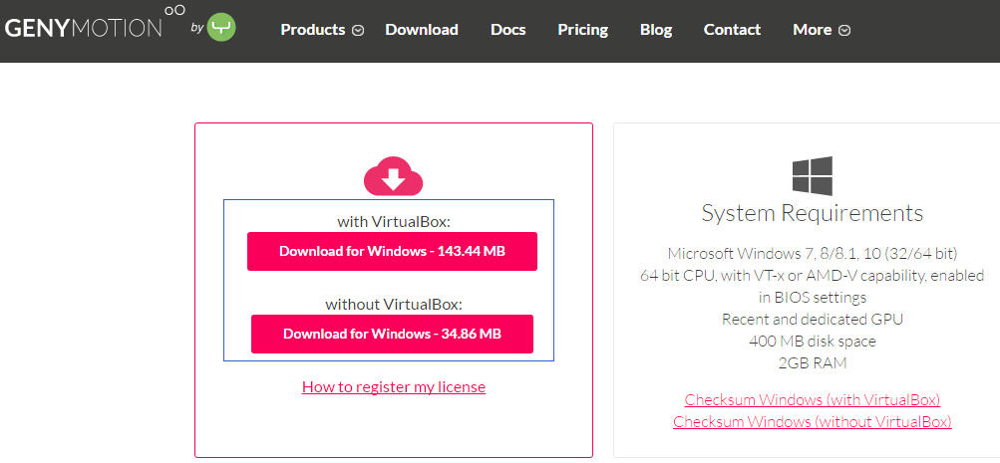 GENYMOTION by
Products Download Docs Pricing Blog Contact More
with VirtualBox:
Download for Windows - 143.44 MB
without VirtualBox:
Download for Windows - 34.86 MB
How to register my license
System Requirements
Microsoft Windows 7, 8/8.1, 10 (32/64 bit)
64 bit CPU, with VT-x or AMD-V capability, enabled
in BIOS settings
Recent and dedicated GPU
400 MB disk space
2GB RAM
Checksum Windows (with VirtualBox)
Checksum Windows (without VirtualBox)